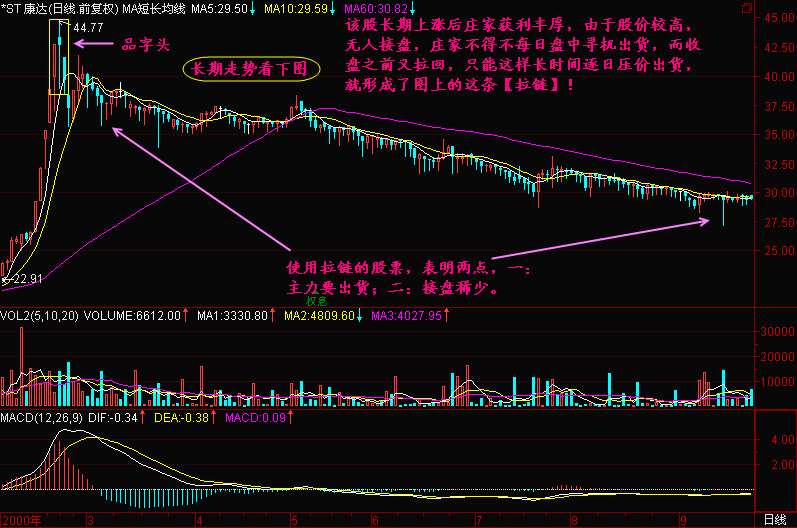 *ST 康达(日线.前复权) MA短长均线 MA5:29.50↓ MA10:29.59↓ MA60:30.82↓
44.77
品字头
长期走势看下图
该股长期上涨后庄家获利丰厚，由于股价较高，
无人接盘，庄家不得不每日盘中寻机出货，而收
盘之前又拉回，只能这样长时间逐日压价出货，
就形成了图上的这条【拉链】！
45.00
42.50
40.00
37.50
35.00
32.50
30.00
27.50
25.00
使用拉链的股票，表明两点，一：
主力要出货；二：接盘稀少。
←22.91
权息
VOL2(5,10,20) VOLUME:6612.00↑ MA1:3330.80↑ MA2:4809.60↓ MA3:4027.95↑
30000
20000
10000
MACD(12,26,9) DIF:-0.34↑ DEA:-0.38↑ MACD:0.09↑
4.00
2.00
2000年 3 4 5 6 7 8 9 日线